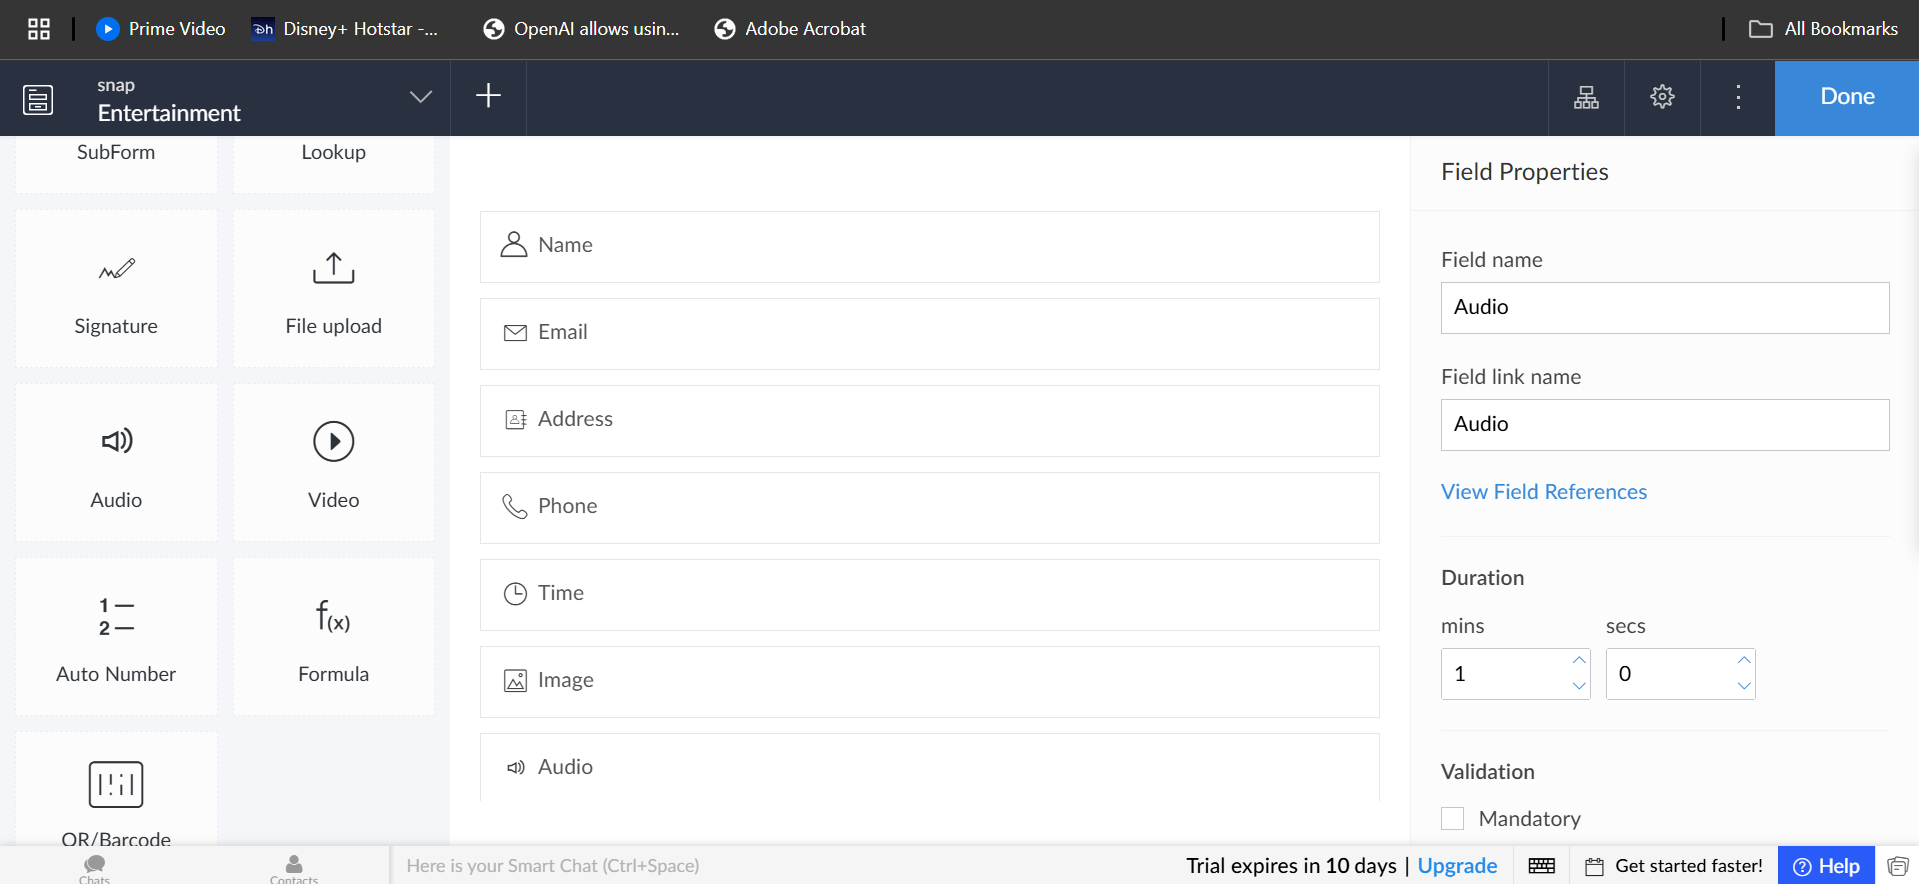 Prime Video
Disney+ Hotstar -...
OpenAI allows usin...
Adobe Acrobat
All Bookmarks
snap
Entertainment
Done
SubForm
Lookup
Signature
File upload
Audio
Video
1
2
Auto Number
f(x)
Formula
QR/Barcode
Name
Email
Address
Phone
Time
Image
Audio
Field Properties
Field name
Audio
Field link name
Audio
View Field References
Duration
mins
secs
1
0
Validation
Mandatory
Chats
Contacts
Here is your Smart Chat (Ctrl+Space)
Trial expires in 10 days | Upgrade
Get started faster!
Help